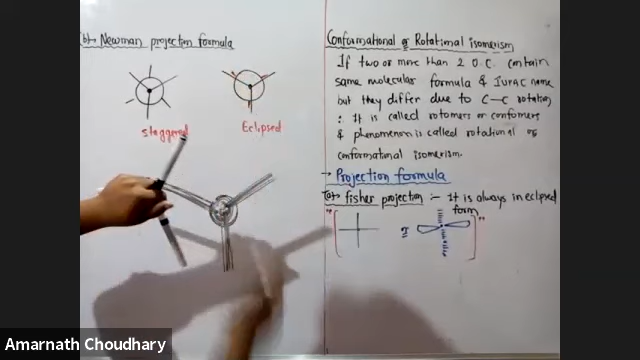 (b) Newman projection formula
staggered
Eclipsed
Conformational or Rotational isomerism
If two or more than 2 O.C. contain
same molecular formula & IUPAC name
but they differ due to C-C rotation
: It is called rotomers or confomers
& phenomenon is called rotational or
conformational isomerism.
→ Projection formula
(a) fisher projection :- It is always in eclpsed
form
Amarnath Choudhary